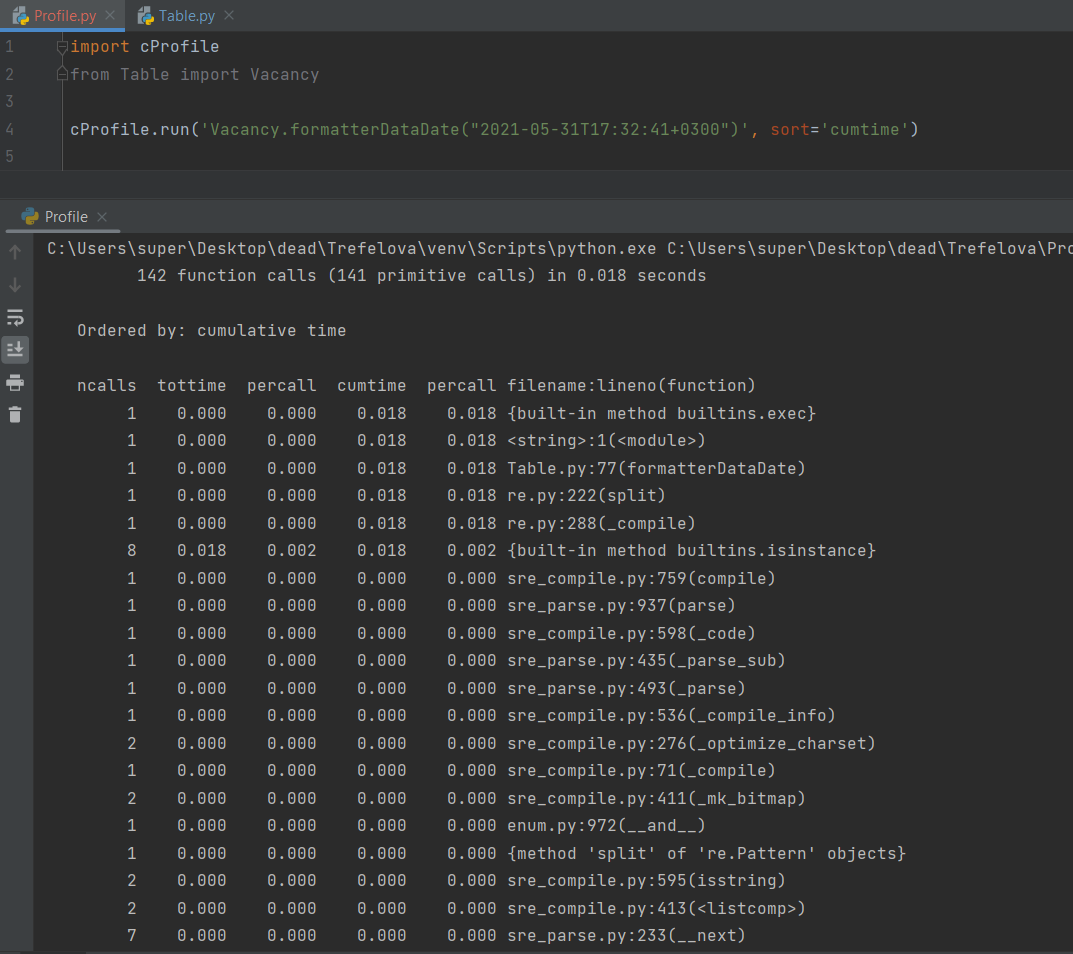 Profile.py Table.py
1 import cProfile
2 from Table import Vacancy
3
4 cProfile.run('Vacancy.formatterDataDate("2021-05-31T17:32:41+0300")', sort='cumtime')
5
Profile
C:\Users\super\Desktop\dead\Trefelova\venv\Scripts\python.exe C:\Users\super\Desktop\dead\Trefelova\Pro
142 function calls (141 primitive calls) in 0.018 seconds
Ordered by: cumulative time
ncalls tottime percall cumtime percall filename:lineno(function)
1 0.000 0.000 0.018 0.018 {built-in method builtins.exec}
1 0.000 0.000 0.018 0.018 <string>:1(<module>)
1 0.000 0.000 0.018 0.018 Table.py:77(formatterDataDate)
1 0.000 0.000 0.018 0.018 re.py:222(split)
1 0.000 0.000 0.018 0.018 re.py:288(_compile)
8 0.018 0.002 0.018 0.002 {built-in method builtins.isinstance}
1 0.000 0.000 0.000 0.000 sre_compile.py:759(compile)
1 0.000 0.000 0.000 0.000 sre_parse.py:937(parse)
1 0.000 0.000 0.000 0.000 sre_compile.py:598(_code)
1 0.000 0.000 0.000 0.000 sre_parse.py:435(_parse_sub)
1 0.000 0.000 0.000 0.000 sre_parse.py:493(_parse)
1 0.000 0.000 0.000 0.000 sre_compile.py:536(_compile_info)
2 0.000 0.000 0.000 0.000 sre_compile.py:276(_optimize_charset)
1 0.000 0.000 0.000 0.000 sre_compile.py:71(_compile)
2 0.000 0.000 0.000 0.000 sre_compile.py:411(_mk_bitmap)
1 0.000 0.000 0.000 0.000 enum.py:972(__and__)
1 0.000 0.000 0.000 0.000 {method 'split' of 're.Pattern' objects}
2 0.000 0.000 0.000 0.000 sre_compile.py:595(isstring)
2 0.000 0.000 0.000 0.000 sre_compile.py:413(<listcomp>)
7 0.000 0.000 0.000 0.000 sre_parse.py:233(__next)